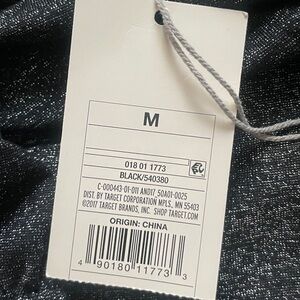 M
018 01 1773
BLACK/540380
C-000443-01-011 AND17_50A01-0025
DIST. BY TARGET CORPORATION MPLS, MN 55403
©2017 TARGET BRANDS, INC. SHOP TARGET.COM
ORIGIN: CHINA
4 90180 11773 3